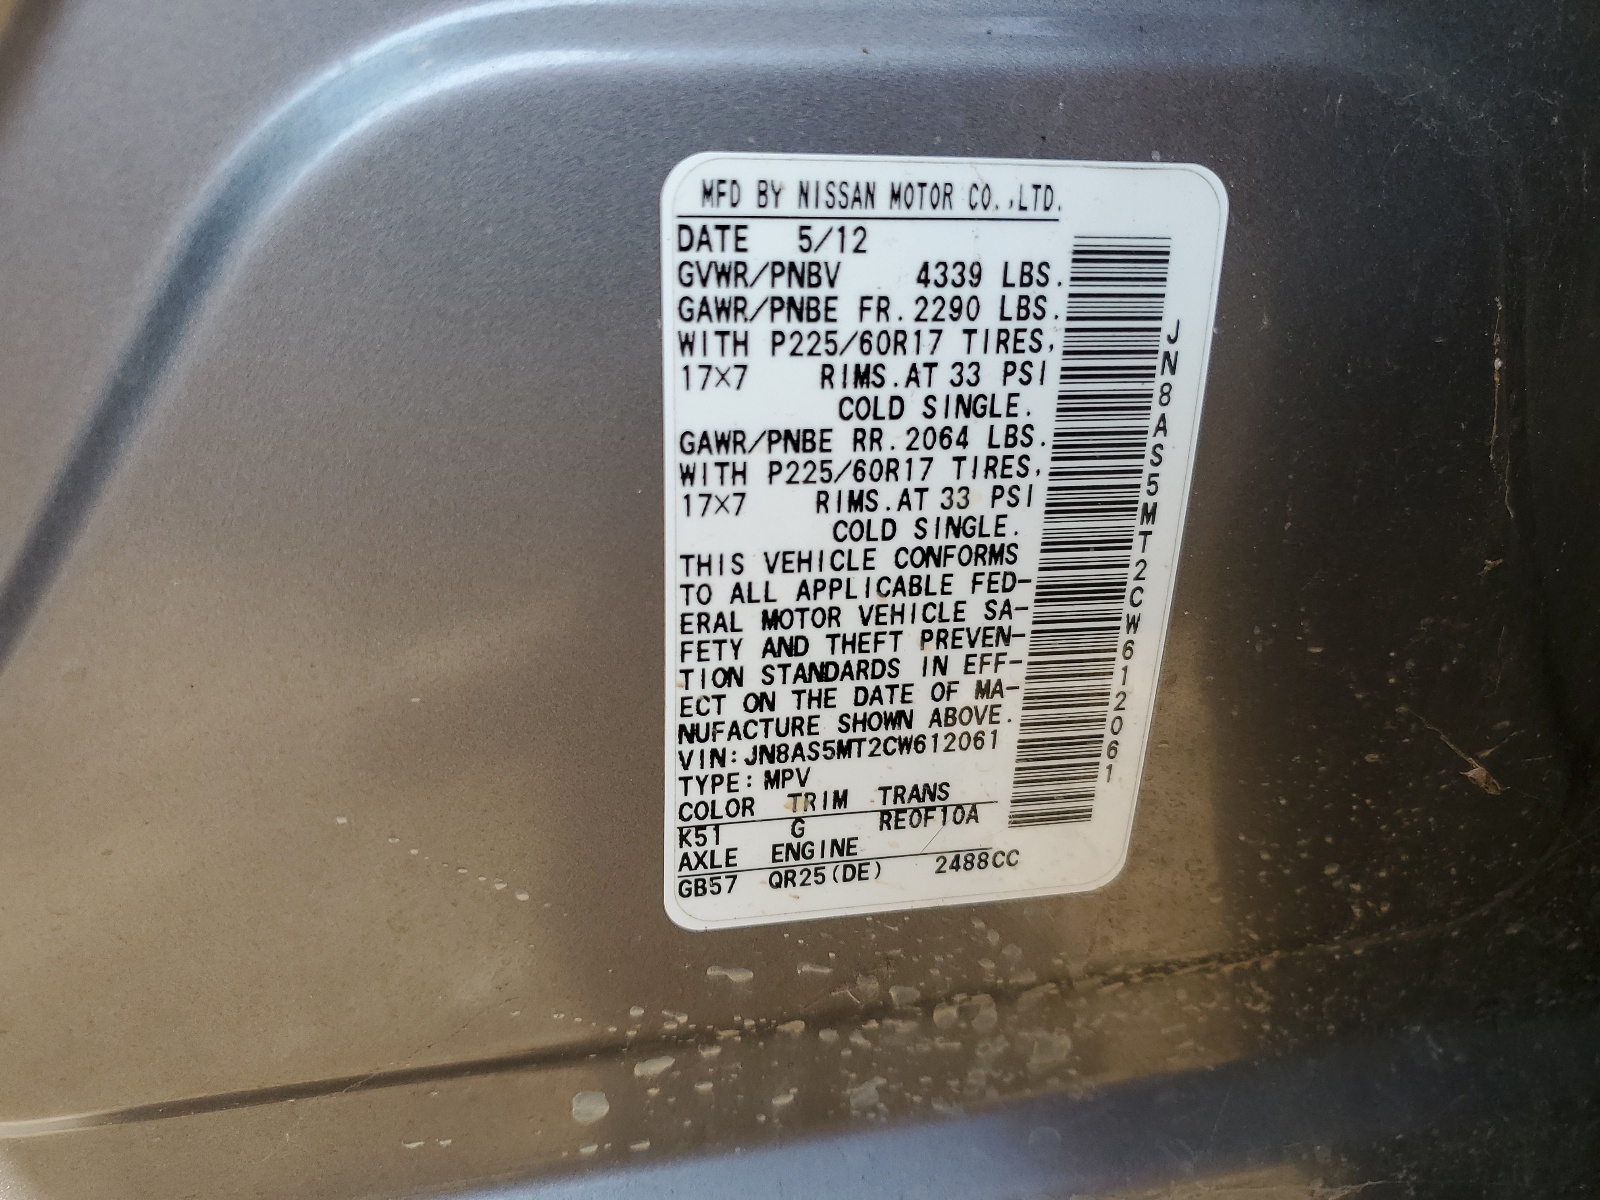 MFD BY NISSAN MOTOR CO.,LTD.
DATE 5/12
GVWR/PNBV 4339 LBS.
GAWR/PNBE FR.2290 LBS.
WITH P225/60R17 TIRES,
17×7 RIMS.AT 33 PSI
COLD SINGLE.
GAWR/PNBE RR.2064 LBS.
WITH P225/60R17 TIRES,
17×7 RIMS.AT 33 PSI
COLD SINGLE.
THIS VEHICLE CONFORMS
TO ALL APPLICABLE FED-
ERAL MOTOR VEHICLE SA-
FETY AND THEFT PREVEN-
TION STANDARDS IN EFF-
ECT ON THE DATE OF MA-
NUFACTURE SHOWN ABOVE.
VIN:JN8AS5MT2CW612061
TYPE:MPV
COLOR TRIM TRANS
K51 G RE0F10A
AXLE ENGINE
GB57 QR25(DE) 2488CC
JN8AS5MT2CW612061